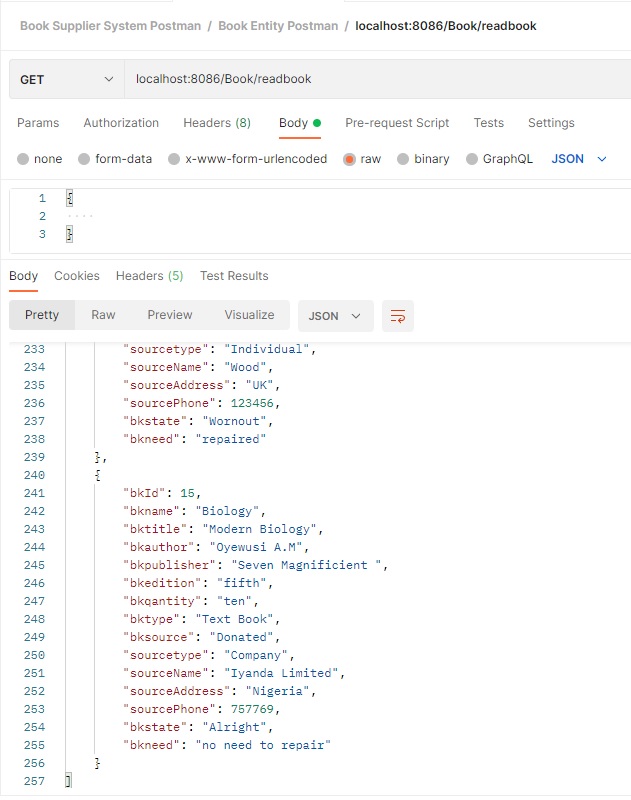 Book Supplier System Postman / Book Entity Postman / localhost:8086/Book/readbook
GET localhost:8086/Book/readbook
Params Authorization Headers (8) Body Pre-request Script Tests Settings
none form-data x-www-form-urlencoded raw binary GraphQL JSON
1 {
2 ....
3 }
Body Cookies Headers (5) Test Results
Pretty Raw Preview Visualize JSON
233 "sourcetype": "Individual",
234 "sourceName": "Wood",
235 "sourceAddress": "UK",
236 "sourcePhone": 123456,
237 "bkstate": "Wornout",
238 "bkneed": "repaired"
239 },
240 {
241 "bkId": 15,
242 "bkname": "Biology",
243 "bktitle": "Modern Biology",
244 "bkauthor": "Oyewusi A.M",
245 "bkpublisher": "Seven Magnificient ",
246 "bkedition": "fifth",
247 "bkqantity": "ten",
248 "bktype": "Text Book",
249 "bksource": "Donated",
250 "sourcetype": "Company",
251 "sourceName": "Iyanda Limited",
252 "sourceAddress": "Nigeria",
253 "sourcePhone": 757769,
254 "bkstate": "Alright",
255 "bkneed": "no need to repair"
256 }
257 ]